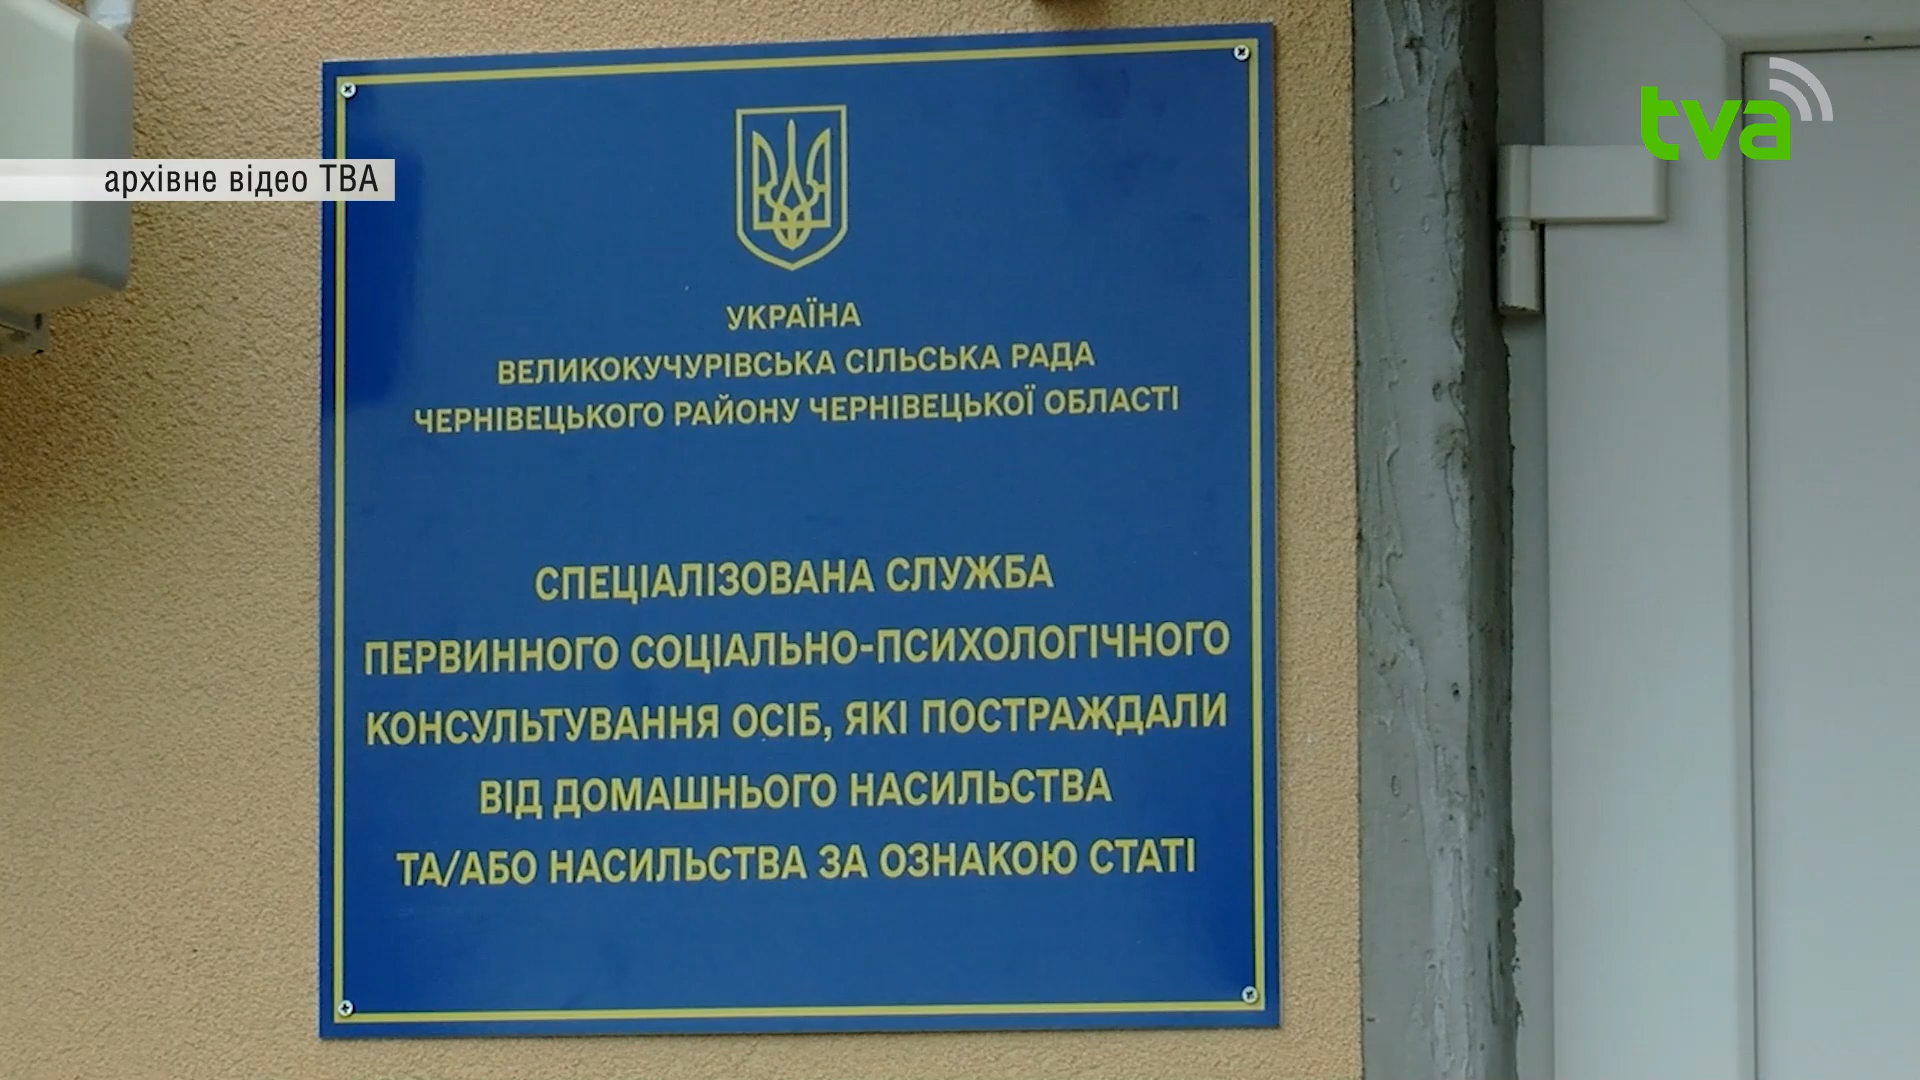 tva
архівне відео ТВА
УКРАЇНА
ВЕЛИКОКУЧУРІВСЬКА СІЛЬСЬКА РАДА
ЧЕРНІВЕЦЬКОГО РАЙОНУ ЧЕРНІВЕЦЬКОЇ ОБЛАСТІ
СПЕЦІАЛІЗОВАНА СЛУЖБА
ПЕРВИННОГО СОЦІАЛЬНО-ПСИХОЛОГІЧНОГО
КОНСУЛЬТУВАННЯ ОСІБ, ЯКІ ПОСТРАЖДАЛИ
ВІД ДОМАШНЬОГО НАСИЛЬСТВА
ТА/АБО НАСИЛЬСТВА ЗА ОЗНАКОЮ СТАТІ